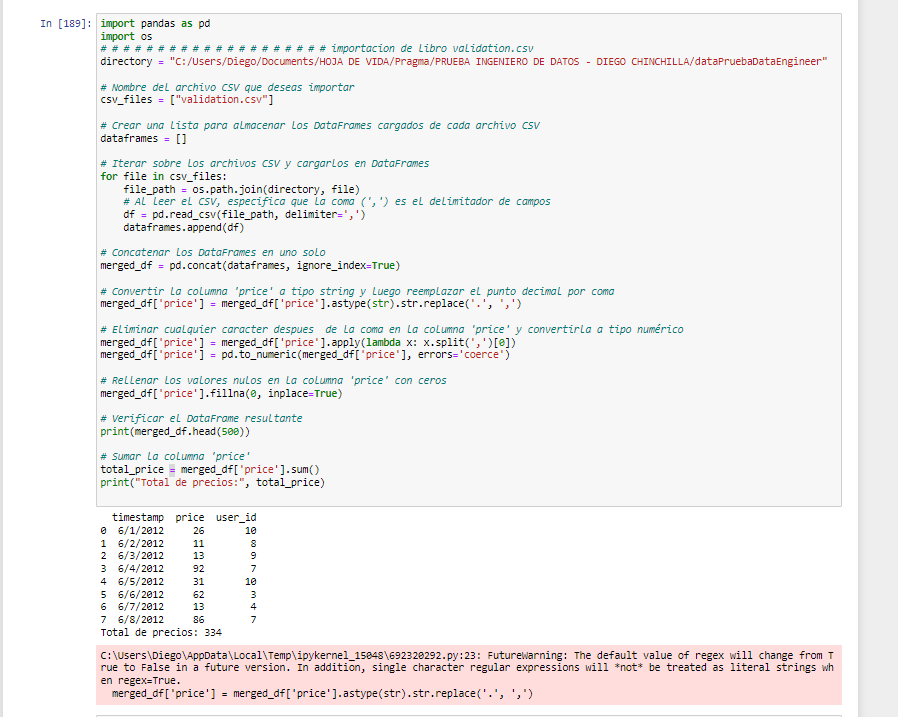 In [189]: import pandas as pd
import os
# # # # # # # # # # # # # # # # # # # # importacion de libro validation.csv
directory = "C:/Users/Diego/Documents/HOJA DE VIDA/Pragma/PRUEBA INGENIERO DE DATOS - DIEGO CHINCHILLA/dataPruebaDataEngineer"
# Nombre del archivo CSV que deseas importar
csv_files = ["validation.csv"]
# Crear una lista para almacenar los DataFrames cargados de cada archivo CSV
dataframes = []
# Iterar sobre los archivos CSV y cargarlos en DataFrames
for file in csv_files:
    file_path = os.path.join(directory, file)
    # Al leer el CSV, especifica que la coma (',') es el delimitador de campos
    df = pd.read_csv(file_path, delimiter=',')
    dataframes.append(df)
# Concatenar los DataFrames en uno solo
merged_df = pd.concat(dataframes, ignore_index=True)
# Convertir la columna 'price' a tipo string y luego reemplazar el punto decimal por coma
merged_df['price'] = merged_df['price'].astype(str).str.replace('.', ',')
# Eliminar cualquier caracter despues  de la coma en la columna 'price' y convertirla a tipo numérico
merged_df['price'] = merged_df['price'].apply(lambda x: x.split(',')[0])
merged_df['price'] = pd.to_numeric(merged_df['price'], errors='coerce')
# Rellenar los valores nulos en la columna 'price' con ceros
merged_df['price'].fillna(0, inplace=True)
# Verificar el DataFrame resultante
print(merged_df.head(500))
# Sumar la columna 'price'
total_price = merged_df['price'].sum()
print("Total de precios:", total_price)
  timestamp  price  user_id
0  6/1/2012     26       10
1  6/2/2012     11        8
2  6/3/2012     13        9
3  6/4/2012     92        7
4  6/5/2012     31       10
5  6/6/2012     62        3
6  6/7/2012     13        4
7  6/8/2012     86        7
Total de precios: 334
C:\Users\Diego\AppData\Local\Temp\ipykernel_15048\692320292.py:23: FutureWarning: The default value of regex will change from T
rue to False in a future version. In addition, single character regular expressions will *not* be treated as literal strings wh
en regex=True.
  merged_df['price'] = merged_df['price'].astype(str).str.replace('.', ',')